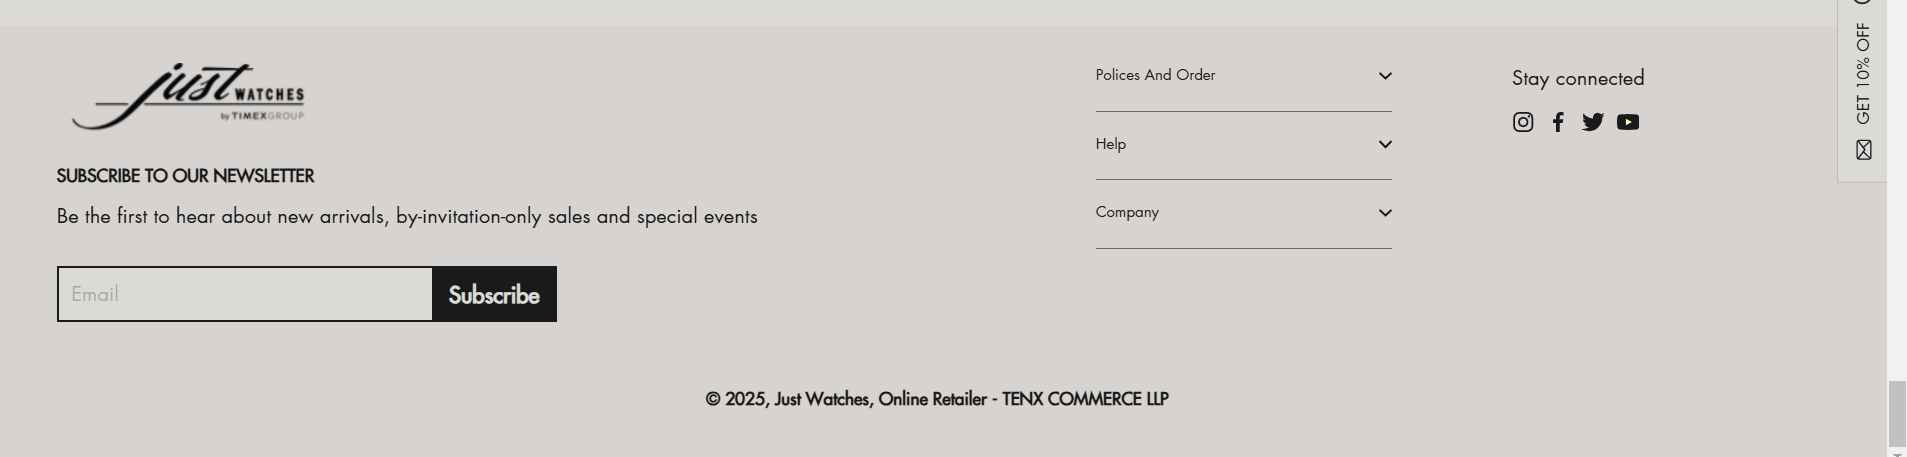 just WATCHES
by TIMEXGROUP
SUBSCRIBE TO OUR NEWSLETTER
Be the first to hear about new arrivals, by-invitation-only sales and special events
Email
Subscribe
Polices And Order
Help
Company
Stay connected
GET 10% OFF
© 2025, Just Watches, Online Retailer - TENX COMMERCE LLP